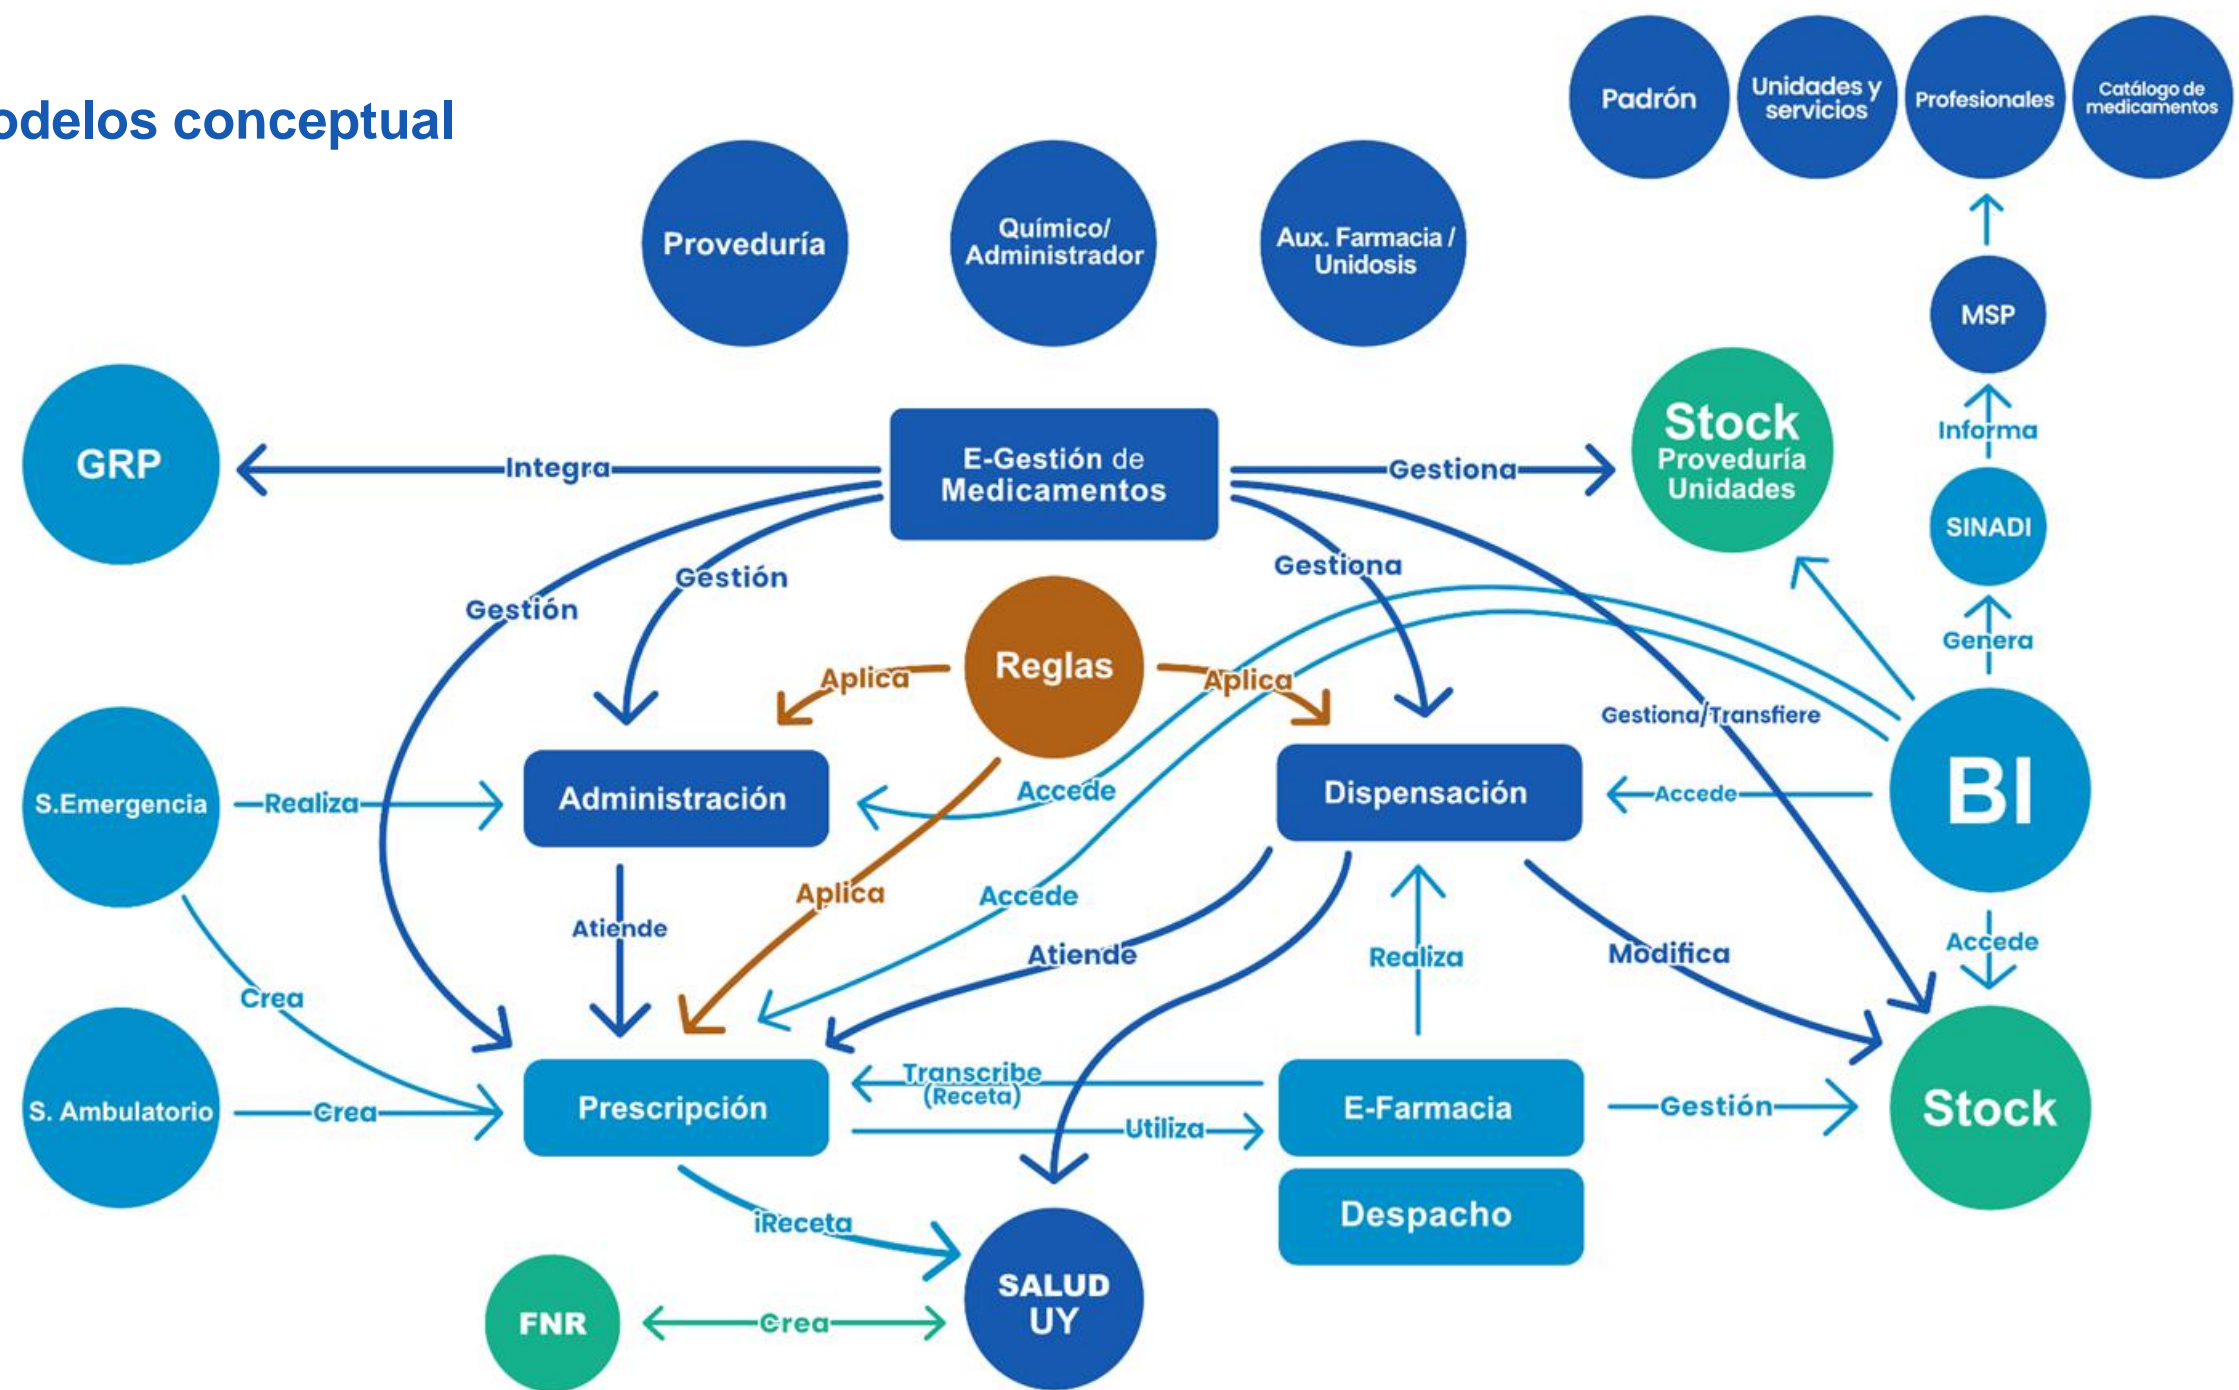 odelos conceptual
Padrón
Unidades y
servicios
Profesionales
Catálogo de
medicamentos
Proveduría
Químico/
Administrador
Aux. Farmacia /
Unidosis
MSP
GRP
Integra
E-Gestión de
Medicamentos
Gestiona
Stock
Proveduría
Unidades
Informa
SINADI
Gestión
Gestión
Gestiona
Genera
Reglas
Aplica
Aplica
Gestiona/Transfiere
S.Emergencia
Realiza
Administración
Accede
Dispensación
Accede
BI
Aplica
Accede
Atiende
Atiende
Realiza
Modifica
Accede
Crea
S. Ambulatorio
Crea
Prescripción
Transcribe
(Receta)
Utiliza
E-Farmacia
Gestión
Stock
Despacho
iReceta
SALUD
UY
FNR
Crea